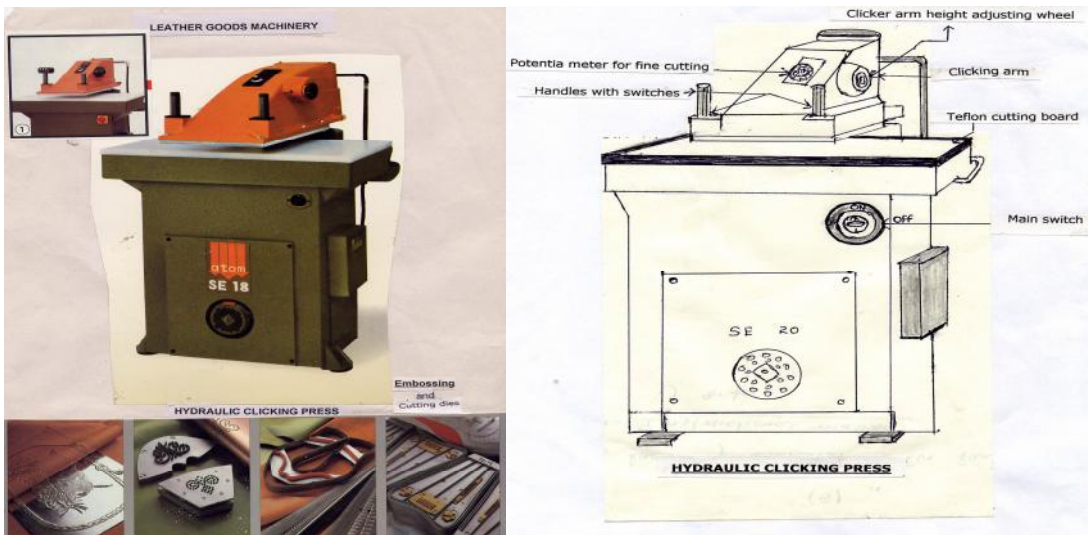 LEATHER GOODS MACHINERY
1
atom
SE 18
Embossing
and
Cutting dies
HYDRAULIC CLICKING PRESS
Clicker arm height adjusting wheel
Potentia meter for fine cutting
Clicking arm
Handles with switches
Teflon cutting board
ON
OFF
Main switch
SE 20
HYDRAULIC CLICKING PRESS